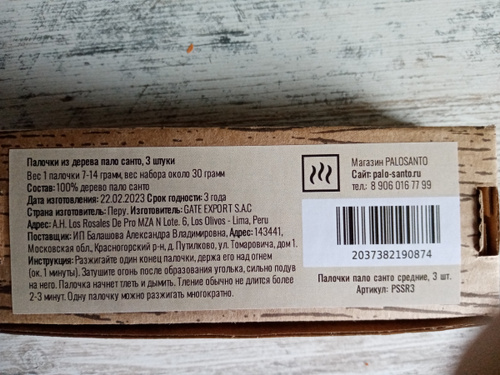 Палочки из дерева пало санто, 3 штуки
Вес 1 палочки 7-14 грамм, вес набора около 30 грамм
Состав: 100% дерево пало санто
Дата изготовления: 22.02.2023 Срок годности: 3 года
Страна изготовитель: Перу. Изготовитель: GATE EXPORT S.A.C
Адрес: A.H. Los Rosales De Pro MZA N Lote. 6, Los Olivos - Lima, Peru
Поставщик: ИП Балашова Александра Владимировна, Адрес: 143441,
Московская обл., Красногорский р-н, д. Путилково, ул. Томаровича, дом 1.
Инструкция: Разжигайте один конец палочки, держа его над огнем
(ок. 1 минуты). Затушите огонь после образования уголька, сильно подув
на него. Палочка начнет тлеть и дымить. Тление обычно не длится более
2-3 минут. Одну палочку можно разжигать многократно.
Магазин PALOSANTO
Сайт: palo-santo.ru
тел.: 8 906 016 77 99
2037382190874
Палочки пало санто средние, 3 шт.
Артикул: PSSR3